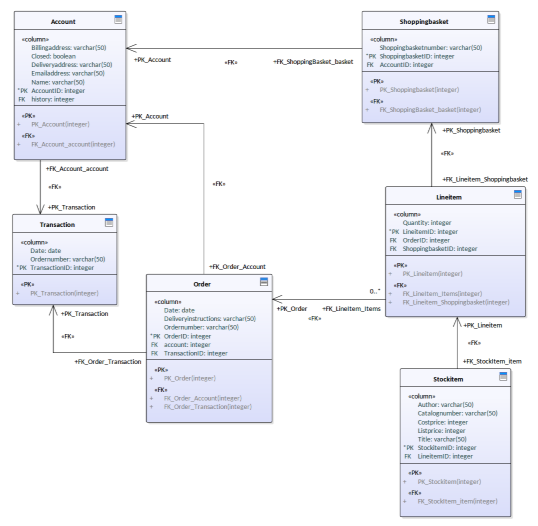 Account
«column»
Billingaddress: varchar(50)
Closed: boolean
Deliveryaddress: varchar(50)
Emailaddress: varchar(50)
Name: varchar(50)
*PK AccountID: integer
FK history: integer
«PK»
+ PK_Account(integer)
«FK»
+ FK_Account_account(integer)
Shoppingbasket
«column»
Shoppingbasketnumber: varchar(50)
*PK ShoppingbasketID: integer
FK AccountID: integer
«PK»
+ PK_Shoppingbasket(integer)
«FK»
+ FK_ShoppingBasket_basket(integer)
+PK_Account
«FK»
+FK_ShoppingBasket_basket
+PK_Account
«FK»
+FK_Order_Account
+FK_Account_account
«FK»
+PK_Transaction
+PK_Shoppingbasket
«FK»
+FK_Lineitem_Shoppingbasket
Transaction
«column»
Date: date
Ordernumber: varchar(50)
*PK TransactionID: integer
«PK»
+ PK_Transaction(integer)
Lineitem
«column»
Quantity: integer
*PK LineitemID: integer
FK OrderID: integer
FK ShoppingbasketID: integer
«PK»
+ PK_Lineitem(integer)
«FK»
+ FK_Lineitem_Items(integer)
+ FK_Lineitem_Shoppingbasket(integer)
Order
«column»
Date: date
DeliveryInstructions: varchar(50)
Ordernumber: varchar(50)
*PK OrderID: integer
FK account: integer
FK TransactionID: integer
«PK»
+ PK_Order(integer)
«FK»
+ FK_Order_Account(integer)
+ FK_Order_Transaction(integer)
0..*
+PK_Order
+FK_Lineitem_Items
«FK»
+PK_Transaction
«FK»
+FK_Order_Transaction
+PK_Lineitem
«FK»
+FK_StockItem_item
Stockitem
«column»
Author: varchar(50)
Catalognumber: varchar(50)
Costprice: integer
Listprice: integer
Title: varchar(50)
*PK StockitemID: integer
FK LineitemID: integer
«PK»
+ PK_Stockitem(integer)
«FK»
+ FK_StockItem_item(integer)